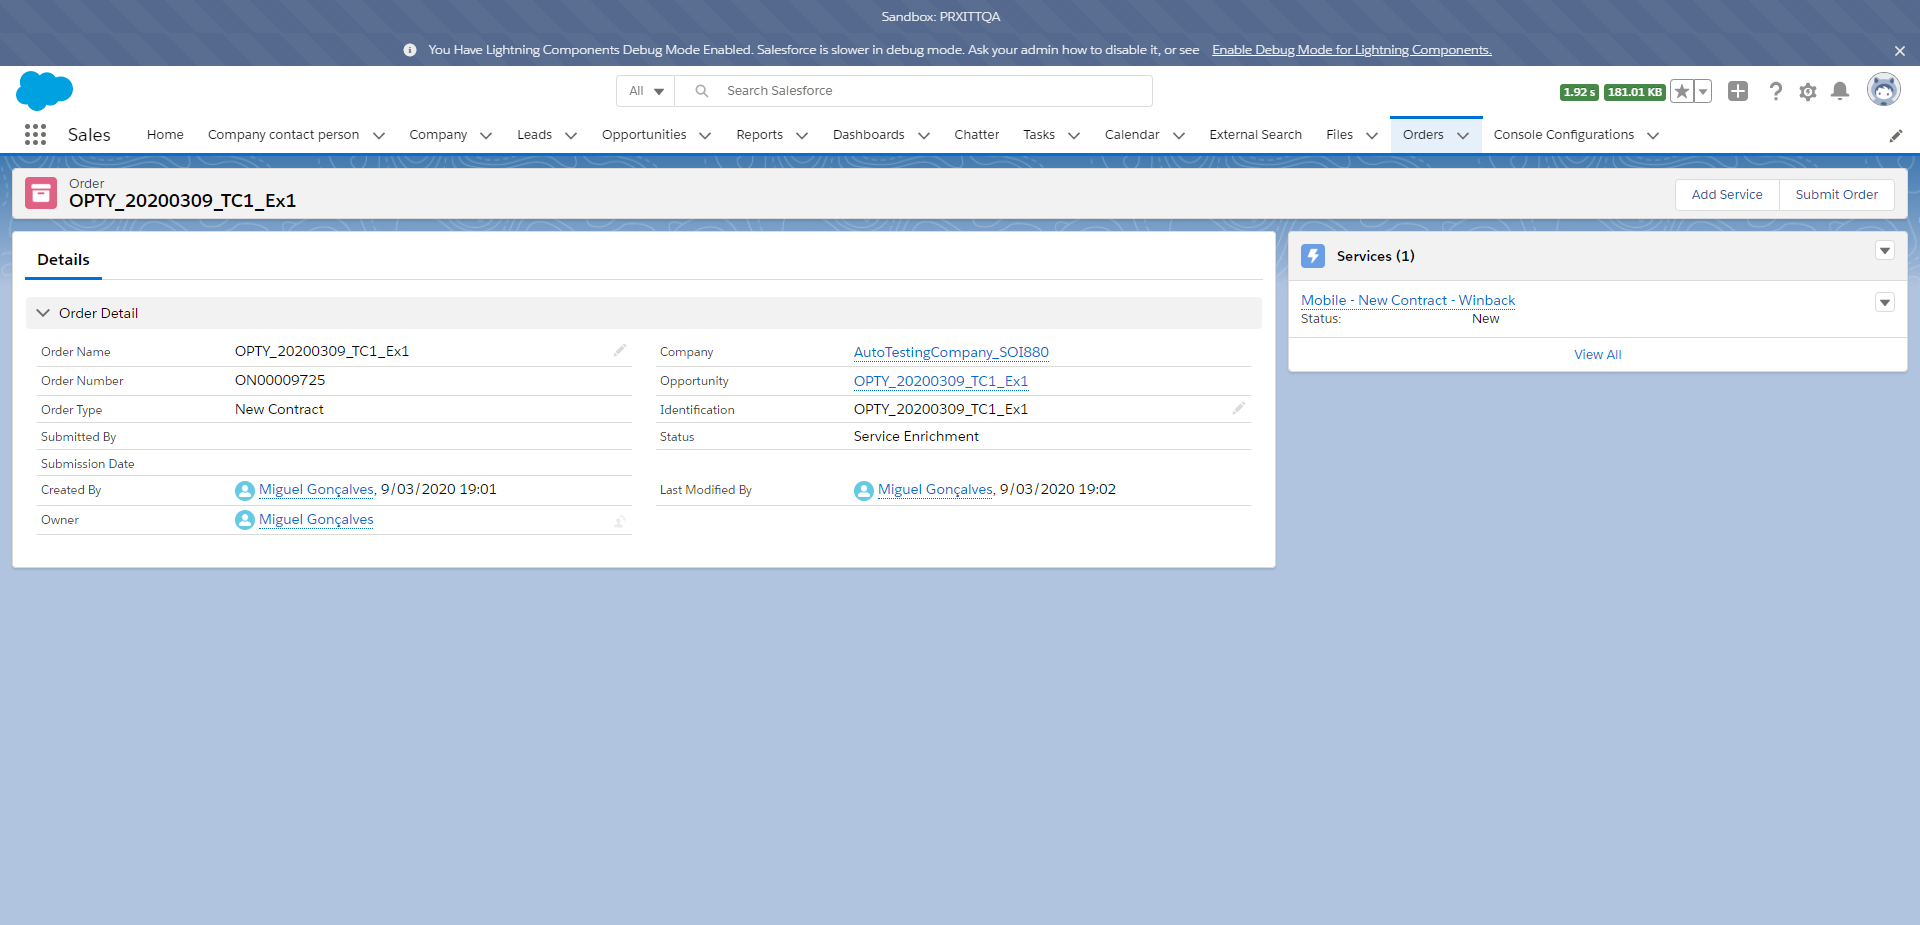 Sandbox: PRXITTQA
You Have Lightning Components Debug Mode Enabled. Salesforce is slower in debug mode. Ask your admin how to disable it, or see Enable Debug Mode for Lightning Components.
All Search Salesforce 1.92 s 181.01 KB
Sales Home Company contact person Company Leads Opportunities Reports Dashboards Chatter Tasks Calendar External Search Files Orders Console Configurations
Order
OPTY_20200309_TC1_Ex1
Add Service Submit Order
Details
Order Detail
Order Name OPTY_20200309_TC1_Ex1 Company AutoTestingCompany_SOI880
Order Number ON00009725 Opportunity OPTY_20200309_TC1_Ex1
Order Type New Contract Identification OPTY_20200309_TC1_Ex1
Submitted By Status Service Enrichment
Submission Date
Created By Miguel Gonçalves, 9/03/2020 19:01 Last Modified By Miguel Gonçalves, 9/03/2020 19:02
Owner Miguel Gonçalves
Services (1)
Mobile - New Contract - Winback
Status: New
View All